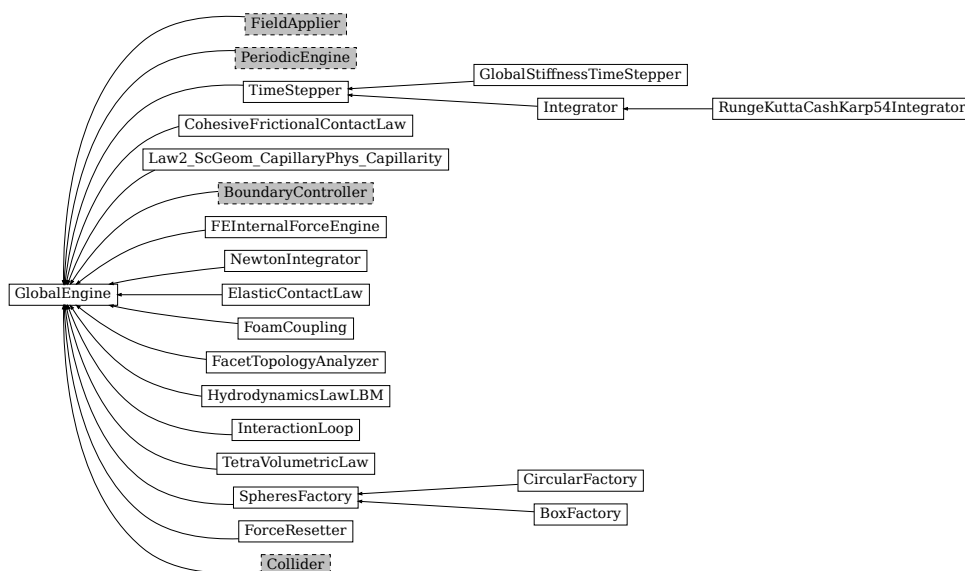 FieldApplier
PeriodicEngine
GlobalStiffnessTimeStepper
TimeStepper
Integrator
RungeKuttaCashKarp54Integrator
CohesiveFrictionalContactLaw
Law2_ScGeom_CapillaryPhys_Capillarity
BoundaryController
FEInternalForceEngine
NewtonIntegrator
GlobalEngine
ElasticContactLaw
FoamCoupling
FacetTopologyAnalyzer
HydrodynamicsLawLBM
InteractionLoop
TetraVolumetricLaw
CircularFactory
SpheresFactory
BoxFactory
ForceResetter
Collider